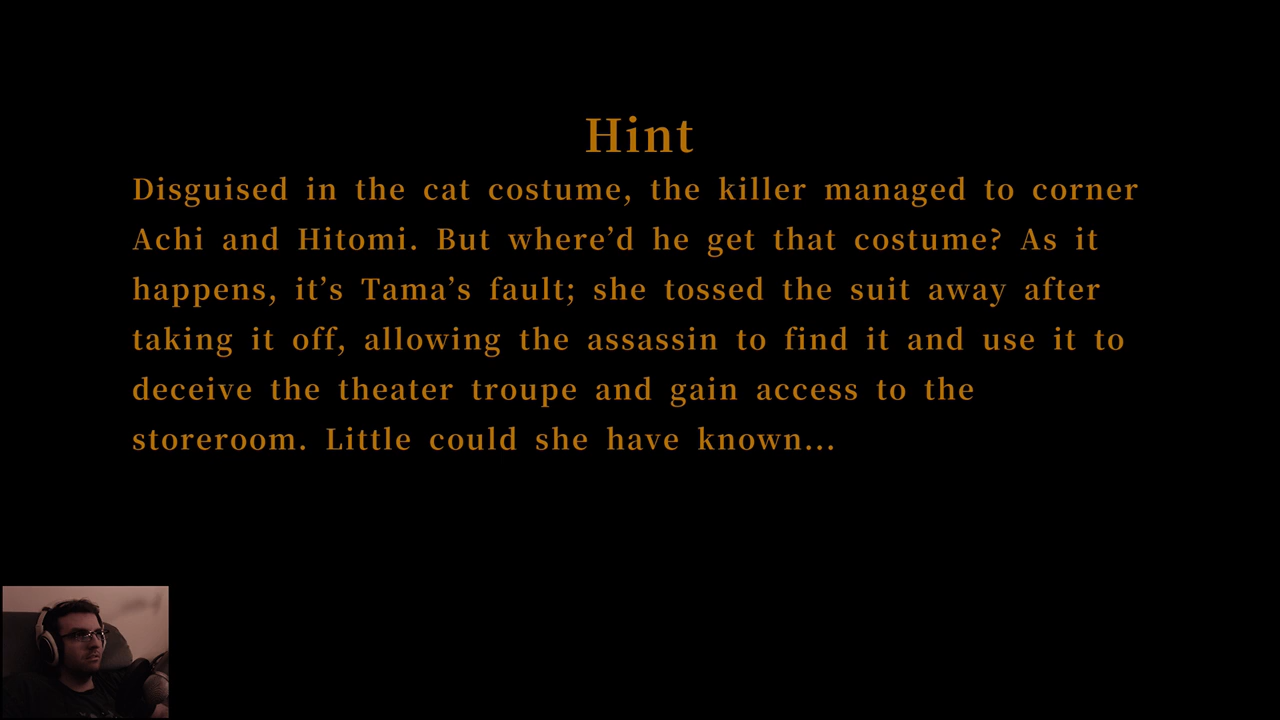 Hint
Disguised in the cat costume, the killer managed to corner
Achi and Hitomi. But where’d he get that costume? As it
happens, it’s Tama’s fault; she tossed the suit away after
taking it off, allowing the assassin to find it and use it to
deceive the theater troupe and gain access to the
storeroom. Little could she have known...